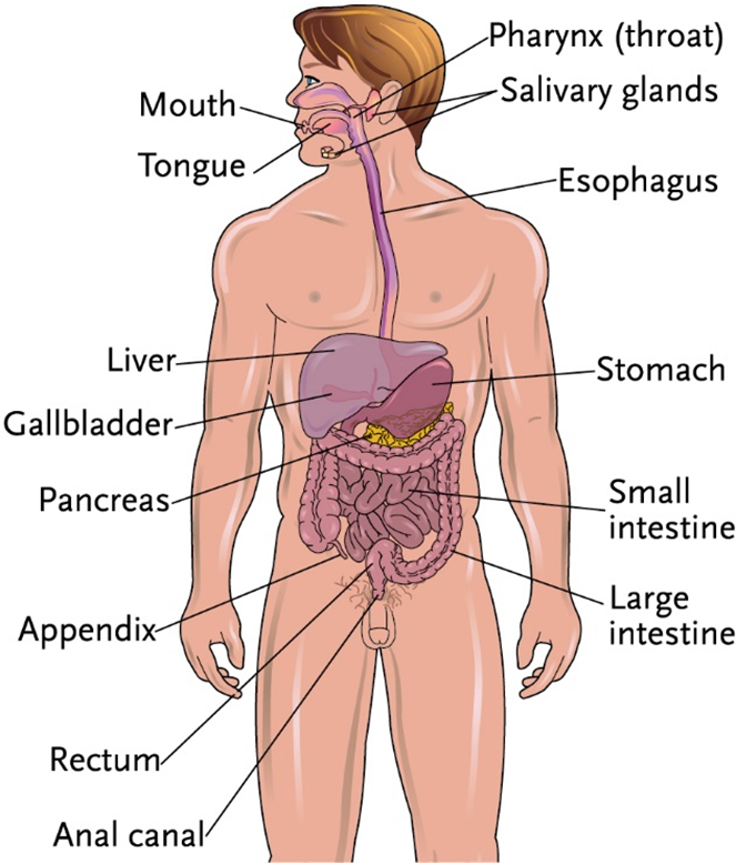 Pharynx (throat)
Salivary glands
Mouth
Tongue
Esophagus
Liver
Stomach
Gallbladder
Pancreas
Small
intestine
Appendix
Large
intestine
Rectum
Anal canal